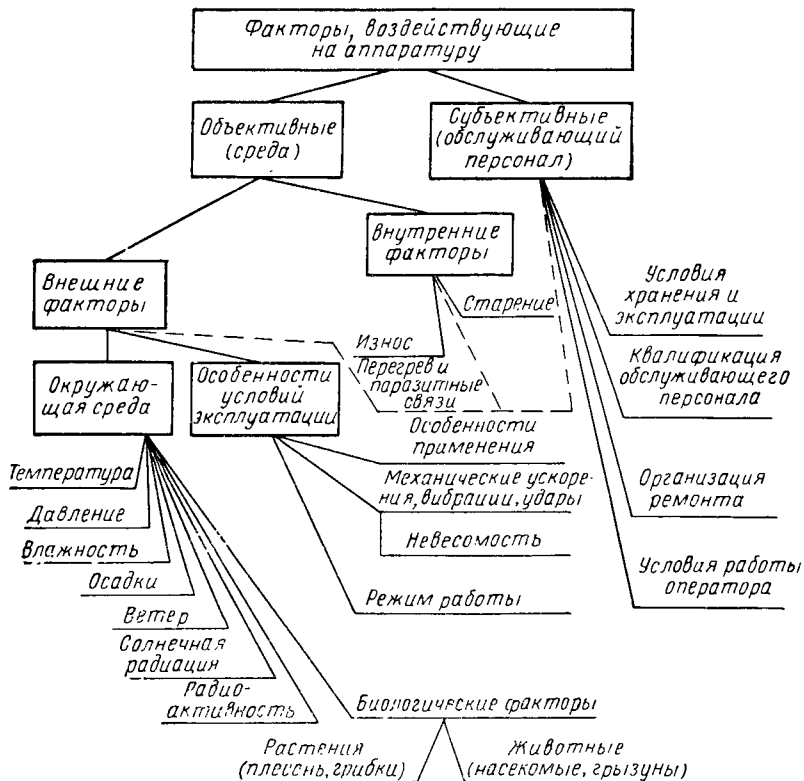 Факторы, воздействующие
на аппаратуру
Объективные
(среда)
Субъективные
(обслуживающий
персонал)
Внутренние
факторы
Внешние
факторы
Старение
Износ
Перегрев и
паразитные
связи
Условия
хранения и
эксплуатации
Квалификация
обслуживающего
персонала
Организация
ремонта
Условия работы
оператора
Окружаю-
щая среда
Особенности
условий
эксплуатации
Особенности
применения
Механические ускоре-
ния, вибрации, удары
Невесомость
Режим работы
Температура
Давление
Влажность
Осадки
Ветер
Солнечная
радиация
Радио-
активность
Биологические факторы
Растения
(плесень, грибки)
Животные
(насекомые, грызуны)